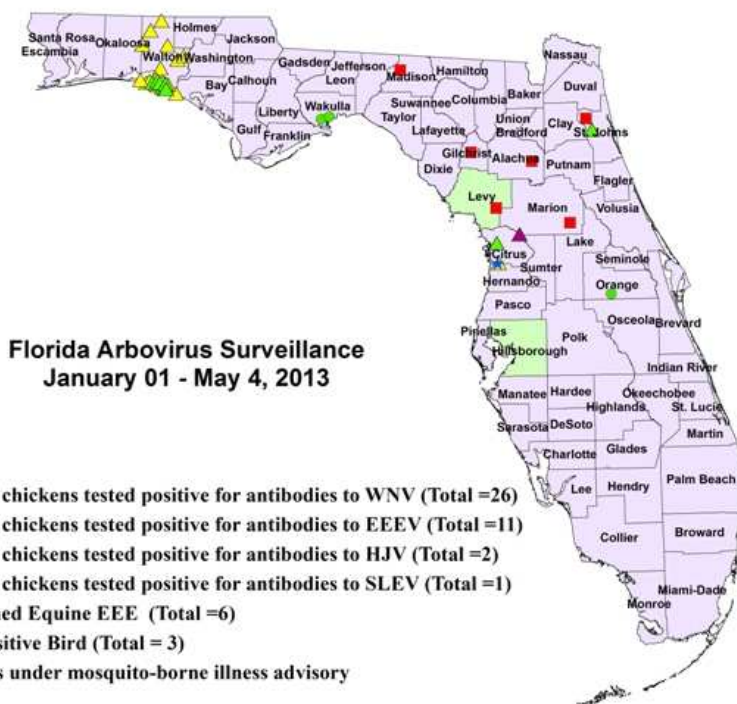 Holmes
Santa Rosa Okaloosa Jackson
Escambia Walton Washington
Gadsden Jefferson Madison Hamilton Nassau
Bay Calhoun Leon Baker Duval
Liberty Wakulla Suwannee Columbia
Taylor Union Clay
Gulf Franklin Lafayette Bradford St. Johns
Gilchrist Alachua Putnam
Dixie Flagler
Levy Marion Volusia
Lake
Citrus Sumter Seminole
Hernando Orange
Pasco
Osceola Brevard
Pinellas Polk
Hillsborough
Indian River
Manatee Hardee Okeechobee
Highlands St. Lucie
Sarasota DeSoto
Martin
Charlotte Glades
Lee Hendry Palm Beach
Collier Broward
Miami-Dade
Monroe
Florida Arbovirus Surveillance
January 01 - May 4, 2013
chickens tested positive for antibodies to WNV (Total =26)
chickens tested positive for antibodies to EEEV (Total =11)
chickens tested positive for antibodies to HJV (Total =2)
chickens tested positive for antibodies to SLEV (Total =1)
ned Equine EEE (Total =6)
sitive Bird (Total = 3)
s under mosquito-borne illness advisory